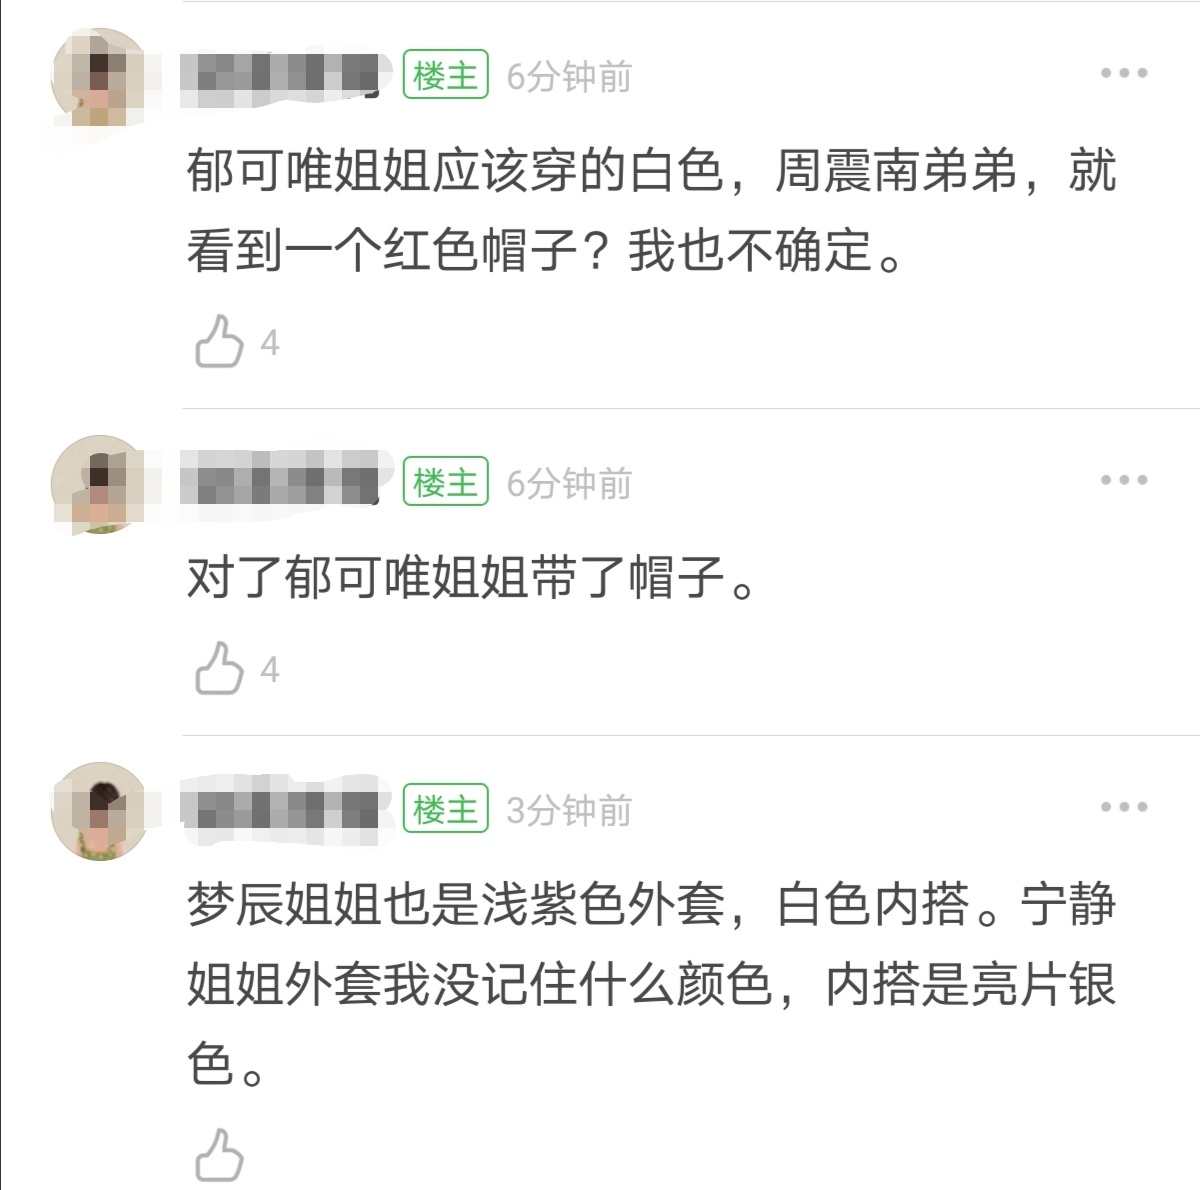 楼主 6分钟前
郁可唯姐姐应该穿的白色，周震南弟弟，就
看到一个红色帽子？我也不确定。
4
楼主 6分钟前
对了郁可唯姐姐带了帽子。
4
楼主 3分钟前
梦辰姐姐也是浅紫色外套，白色内搭。宁静
姐姐外套我没记住什么颜色，内搭是亮片银
色。